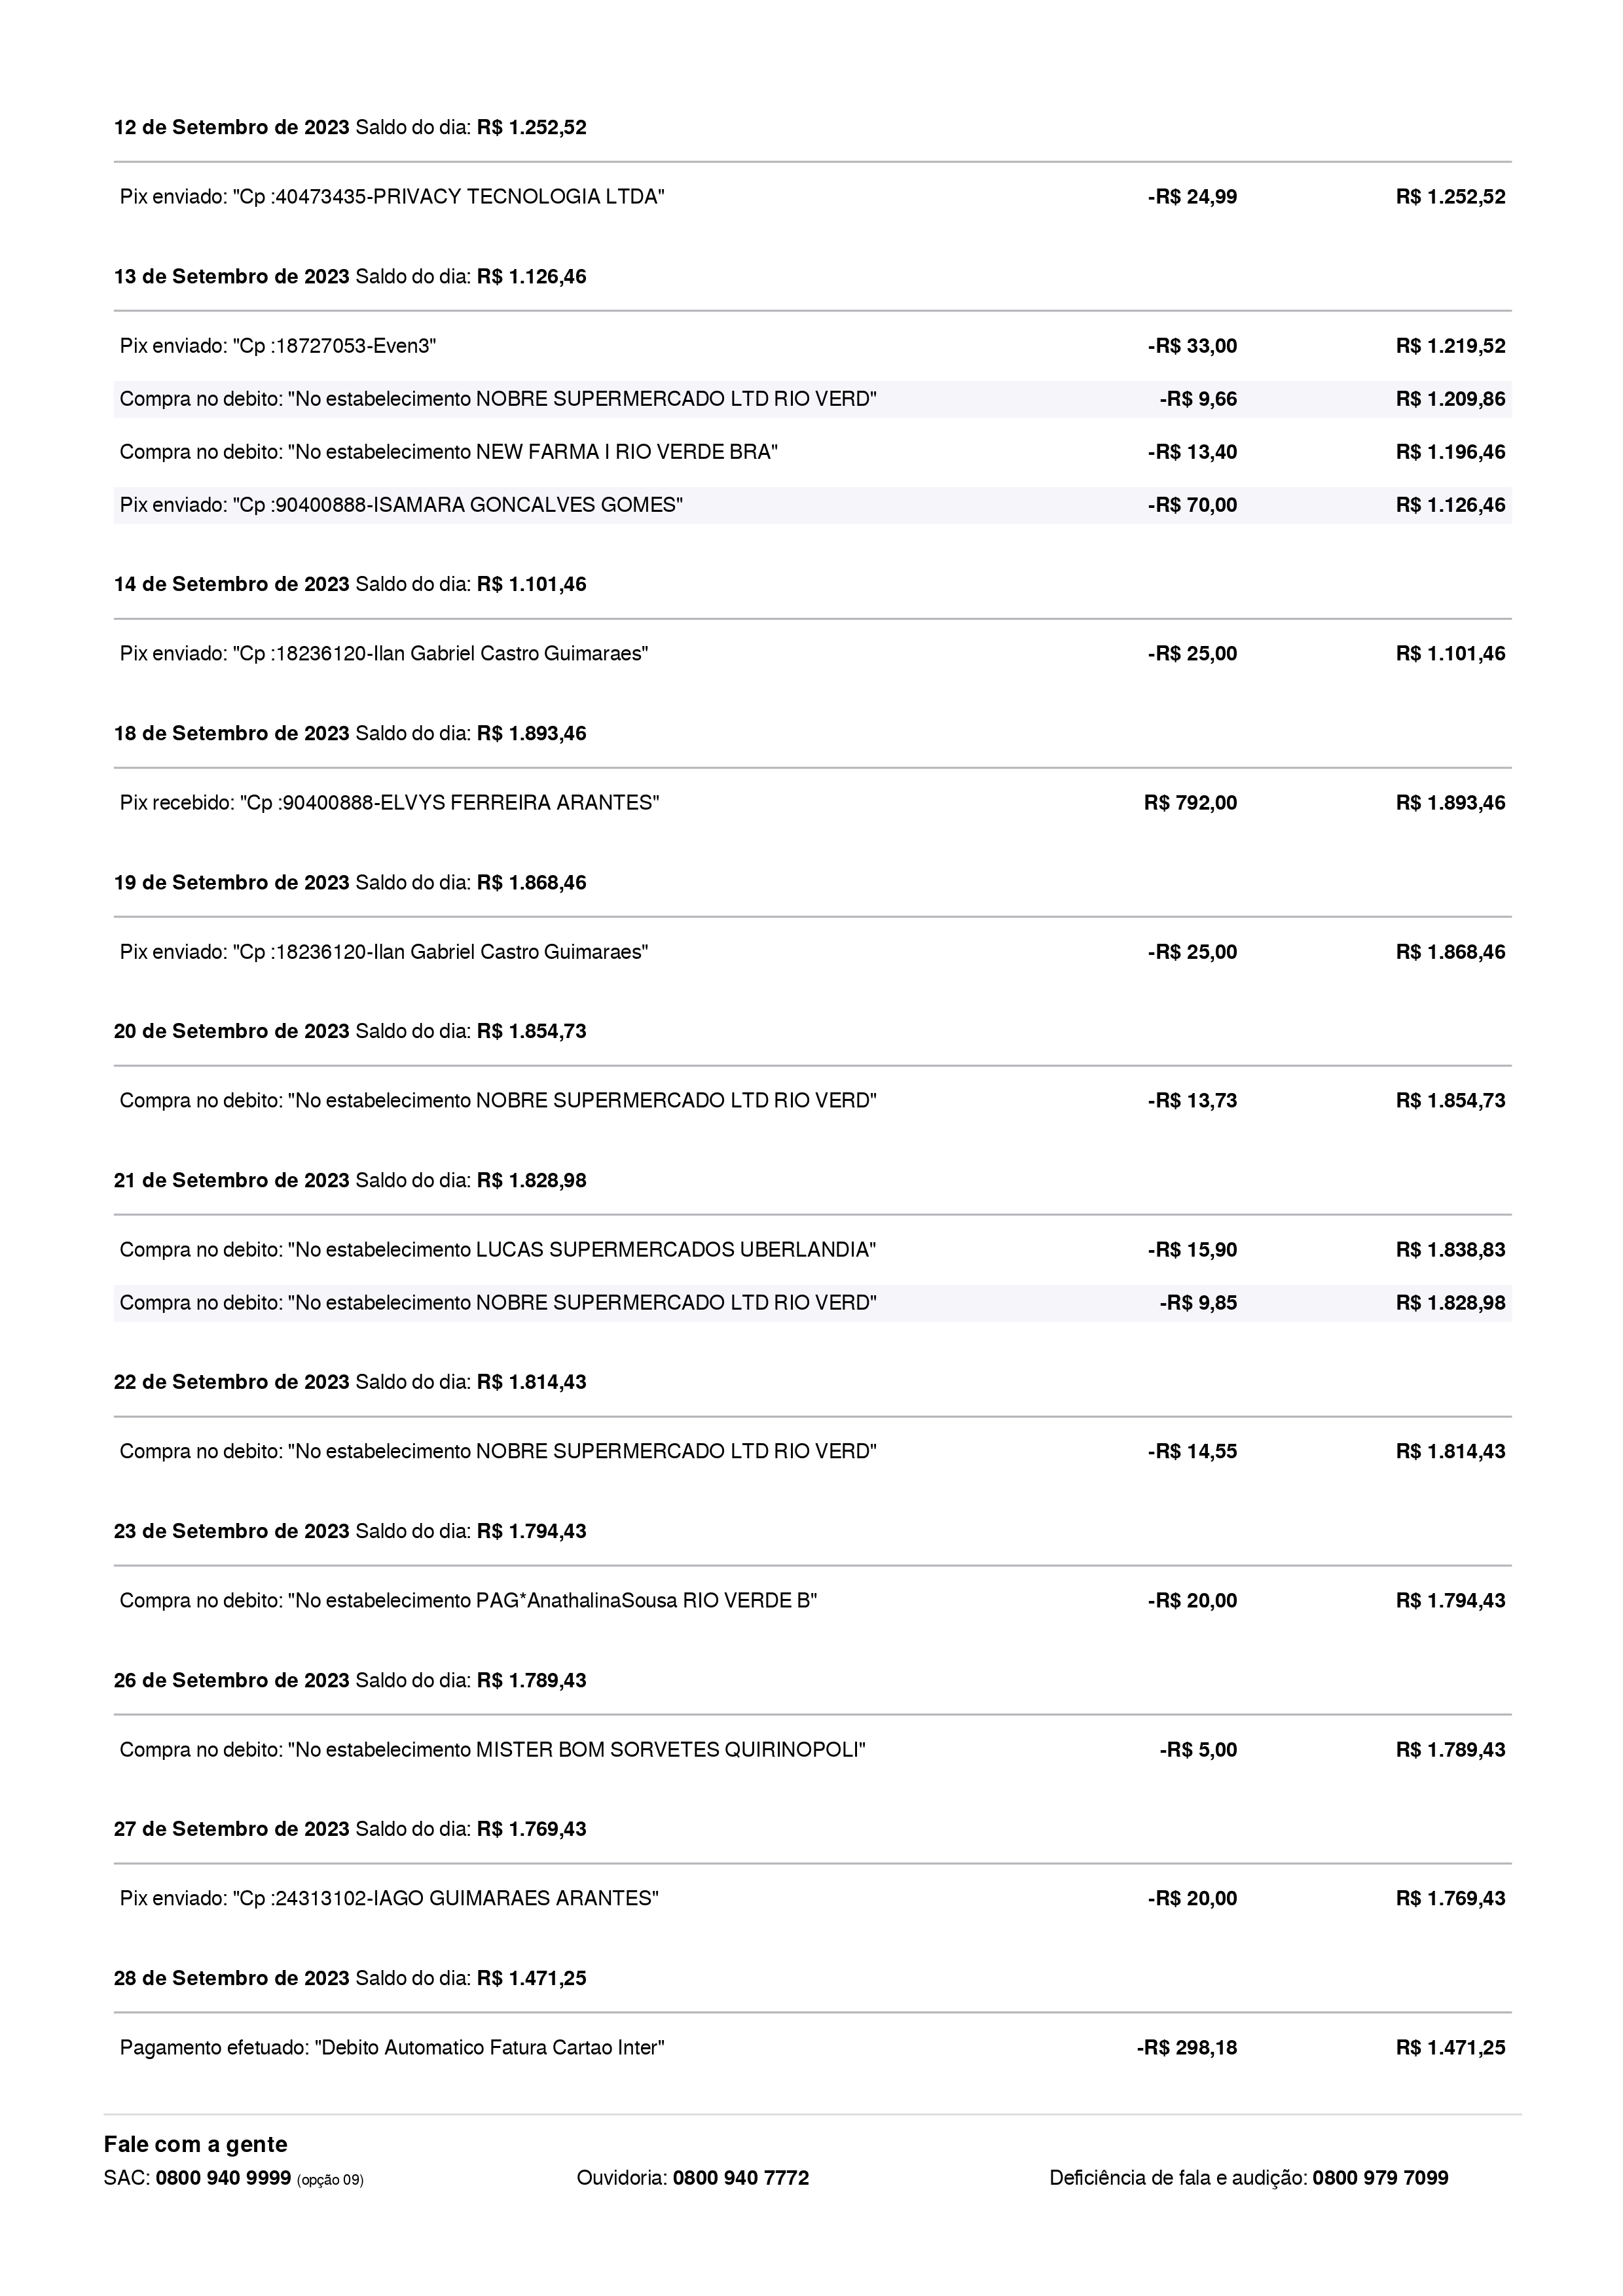 12 de Setembro de 2023 Saldo do dia: R$ 1.252,52
Pix enviado: "Cp :40473435-PRIVACY TECNOLOGIA LTDA" -R$ 24,99 R$ 1.252,52
13 de Setembro de 2023 Saldo do dia: R$ 1.126,46
Pix enviado: "Cp :18727053-Even3" -R$ 33,00 R$ 1.219,52
Compra no debito: "No estabelecimento NOBRE SUPERMERCADO LTD RIO VERD" -R$ 9,66 R$ 1.209,86
Compra no debito: "No estabelecimento NEW FARMA I RIO VERDE BRA" -R$ 13,40 R$ 1.196,46
Pix enviado: "Cp :90400888-ISAMARA GONCALVES GOMES" -R$ 70,00 R$ 1.126,46
14 de Setembro de 2023 Saldo do dia: R$ 1.101,46
Pix enviado: "Cp :18236120-Ilan Gabriel Castro Guimaraes" -R$ 25,00 R$ 1.101,46
18 de Setembro de 2023 Saldo do dia: R$ 1.893,46
Pix recebido: "Cp :90400888-ELVYS FERREIRA ARANTES" R$ 792,00 R$ 1.893,46
19 de Setembro de 2023 Saldo do dia: R$ 1.868,46
Pix enviado: "Cp :18236120-Ilan Gabriel Castro Guimaraes" -R$ 25,00 R$ 1.868,46
20 de Setembro de 2023 Saldo do dia: R$ 1.854,73
Compra no debito: "No estabelecimento NOBRE SUPERMERCADO LTD RIO VERD" -R$ 13,73 R$ 1.854,73
21 de Setembro de 2023 Saldo do dia: R$ 1.828,98
Compra no debito: "No estabelecimento LUCAS SUPERMERCADOS UBERLANDIA" -R$ 15,90 R$ 1.838,83
Compra no debito: "No estabelecimento NOBRE SUPERMERCADO LTD RIO VERD" -R$ 9,85 R$ 1.828,98
22 de Setembro de 2023 Saldo do dia: R$ 1.814,43
Compra no debito: "No estabelecimento NOBRE SUPERMERCADO LTD RIO VERD" -R$ 14,55 R$ 1.814,43
23 de Setembro de 2023 Saldo do dia: R$ 1.794,43
Compra no debito: "No estabelecimento PAG*AnathalinaSousa RIO VERDE B" -R$ 20,00 R$ 1.794,43
26 de Setembro de 2023 Saldo do dia: R$ 1.789,43
Compra no debito: "No estabelecimento MISTER BOM SORVETES QUIRINOPOLI" -R$ 5,00 R$ 1.789,43
27 de Setembro de 2023 Saldo do dia: R$ 1.769,43
Pix enviado: "Cp :24313102-IAGO GUIMARAES ARANTES" -R$ 20,00 R$ 1.769,43
28 de Setembro de 2023 Saldo do dia: R$ 1.471,25
Pagamento efetuado: "Debito Automatico Fatura Cartao Inter" -R$ 298,18 R$ 1.471,25
Fale com a gente
SAC: 0800 940 9999 (opção 09) Ouvidoria: 0800 940 7772 Deficiência de fala e audição: 0800 979 7099